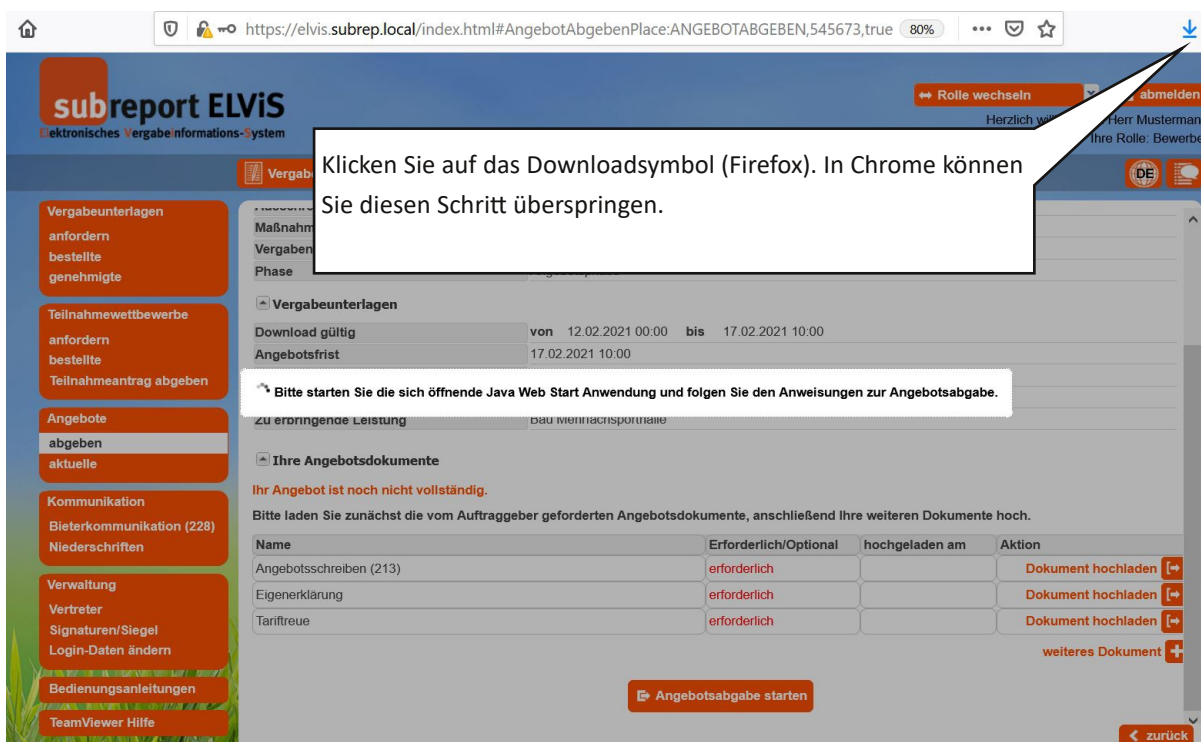 https://elvis.subrep.local/index.html#AngebotAbgebenPlace:ANGEBOTABGEBEN,545673,true 80%
subreport ELViS
Elektronisches Vergabeinformations-System
Rolle wechseln
abmelden
Herzlich
Herr Musterman
Ihre Rolle: Bewerbe
Klicken Sie auf das Downloadsymbol (Firefox). In Chrome können
Sie diesen Schritt überspringen.
DE
Vergabeunterlagen
anfordern
bestellte
genehmigte
Teilnahmewettbewerbe
anfordern
bestellte
Teilnahmeantrag abgeben
Angebote
abgeben
aktuelle
Kommunikation
Bieterkommunikation (228)
Niederschriften
Verwaltung
Vertreter
Signaturen/Siegel
Login-Daten ändern
Bedienungsanleitungen
TeamViewer Hilfe
Phase
Vergabeunterlagen
Download gültig von 12.02.2021 00:00 bis 17.02.2021 10:00
Angebotsfrist 17.02.2021 10:00
Bitte starten Sie die sich öffnende Java Web Start Anwendung und folgen Sie den Anweisungen zur Angebotsabgabe.
Zu erbringende Leistung Bau Mehrfachsporthalle
Ihre Angebotsdokumente
Ihr Angebot ist noch nicht vollständig.
Bitte laden Sie zunächst die vom Auftraggeber geforderten Angebotsdokumente, anschließend Ihre weiteren Dokumente hoch.
Name Erforderlich/Optional hochgeladen am Aktion
Angebotsschreiben (213) erforderlich Dokument hochladen
Eigenerklärung erforderlich Dokument hochladen
Tariftreue erforderlich Dokument hochladen
weiteres Dokument
Angebotsabgabe starten
zurück